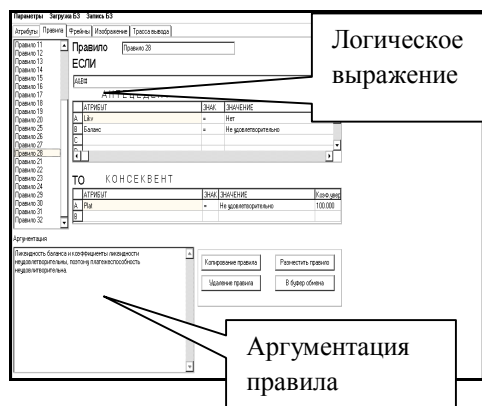 Параметры Загрузка БЗ Запись БЗ
Атрибуты Правила Фреймы Изображение Трасса вывода
Правило 11
Правило 12
Правило 13
Правило 14
Правило 15
Правило 16
Правило 17
Правило 18
Правило 19
Правило 20
Правило 25
Правило 26
Правило 27
Правило 28
Правило 21
Правило 22
Правило 23
Правило 24
Правило 29
Правило 30
Правило 31
Правило 32
Правило Правило 28
ЕСЛИ
A&B#
АТРИБУТ ЗНАК ЗНАЧЕНИЕ
A Likv = Нет
B Баланс = Не удовлетворительно
C
ТО КОНСЕКВЕНТ
АТРИБУТ ЗНАК ЗНАЧЕНИЕ Коэф.увер
A Plat = Не удовлетворительно 100.000
B
Аргументация
Ликвидность баланса и коэффициенты ликвидности
неудовлетворительны, поэтому платежеспособность
неудовлитворительна.
Копирование правила Разместить правило
Удаление правила В буфер обмена
Логическое
выражение
Аргументация
правила